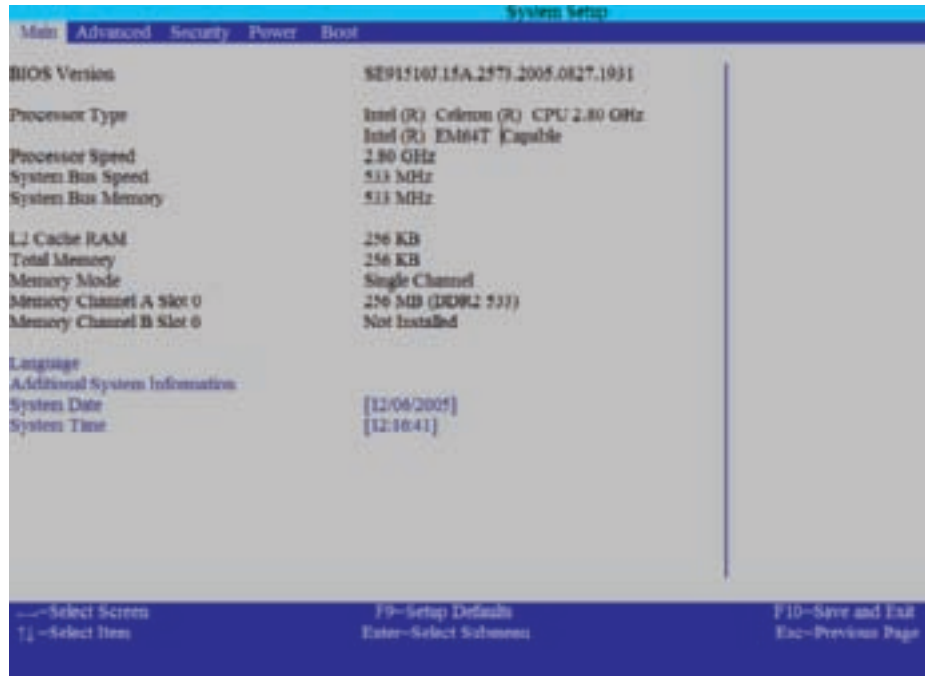 System Setup
Main Advanced Security Power Boot
BIOS Version SE91510J.15A.2573.2005.0827.1931
Processor Type Intel (R) Celeron (R) CPU 2.80 GHz
Intel (R) EM64T Capable
Processor Speed 2.80 GHz
System Bus Speed 533 MHz
System Bus Memory 533 MHz
L2 Cache RAM 256 KB
Total Memory 256 KB
Memory Mode Single Channel
Memory Channel A Slot 0 256 MB (DDR2 533)
Memory Channel B Slot 0 Not Installed
Language
Additional System Information
System Date [12/06/2005]
System Time [12:16:41]
–Select Screen F9–Setup Defaults F10–Save and Exit
↑↓–Select Item Enter–Select Submenu Esc–Previous Page